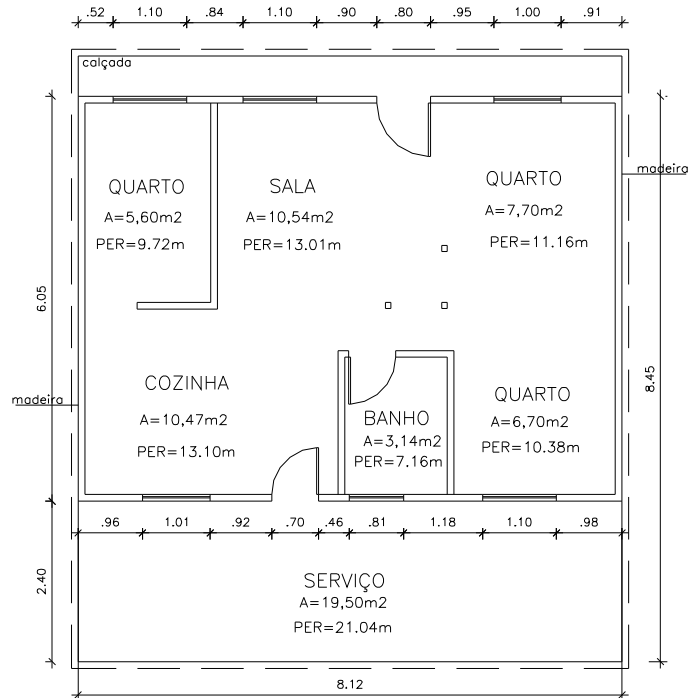 .52 1.10 .84 1.10 .90 .80 .95 1.00 .91
calçada
madeira
QUARTO
A=5,60m2
PER=9.72m
SALA
A=10,54m2
PER=13.01m
QUARTO
A=7,70m2
PER=11.16m
6.05
8.45
madeira
COZINHA
A=10,47m2
PER=13.10m
BANHO
A=3,14m2
PER=7.16m
QUARTO
A=6,70m2
PER=10.38m
.96 1.01 .92 .70 .46 .81 1.18 1.10 .98
2.40
SERVIÇO
A=19,50m2
PER=21.04m
8.12